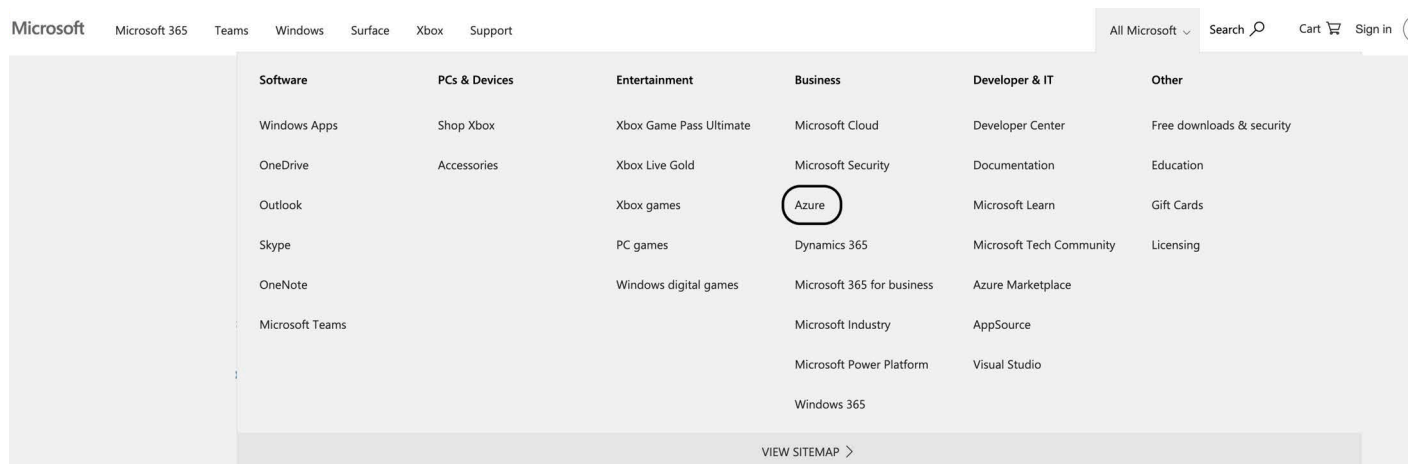 Microsoft Microsoft 365 Teams Windows Surface Xbox Support All Microsoft Search Cart Sign in
Software PCs & Devices Entertainment Business Developer & IT Other
Windows Apps Shop Xbox Xbox Game Pass Ultimate Microsoft Cloud Developer Center Free downloads & security
OneDrive Accessories Xbox Live Gold Microsoft Security Documentation Education
Outlook Xbox games Azure Microsoft Learn Gift Cards
Skype PC games Dynamics 365 Microsoft Tech Community Licensing
OneNote Windows digital games Microsoft 365 for business Azure Marketplace
Microsoft Teams Microsoft Industry AppSource
Microsoft Power Platform Visual Studio
Windows 365
VIEW SITEMAP